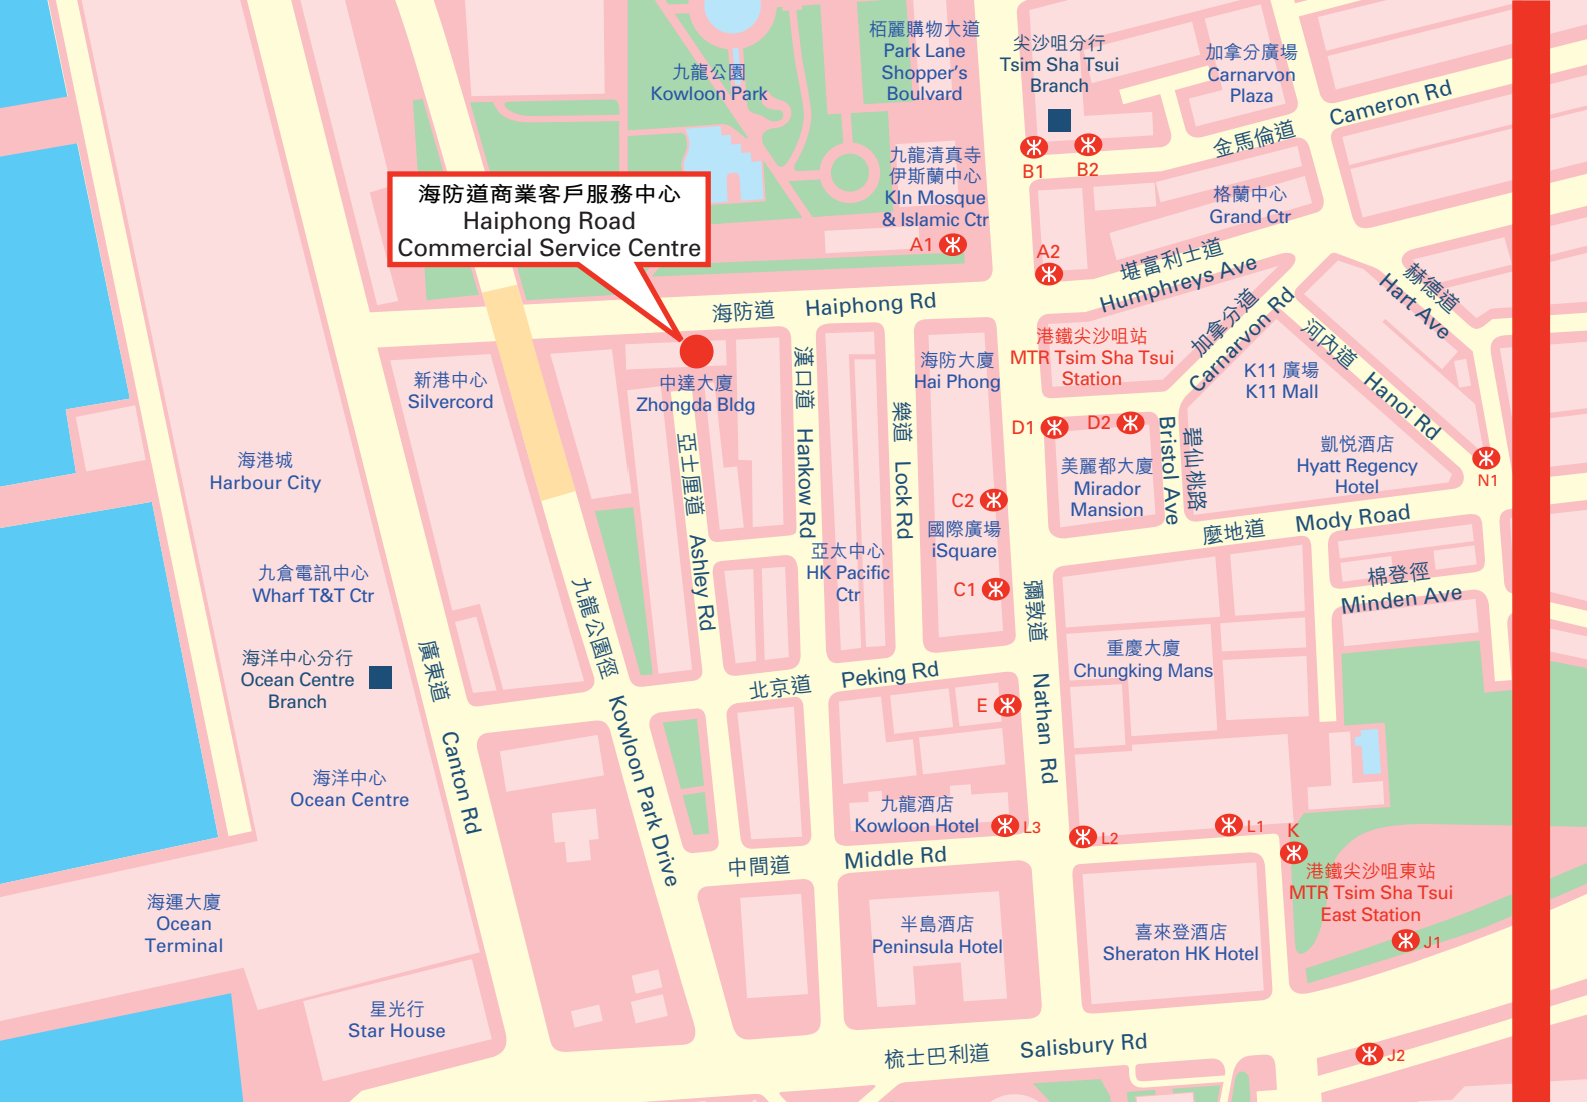 栢麗購物大道
Park Lane
Shopper's
Boulvard
尖沙咀分行
Tsim Sha Tsui
Branch
加拿分廣場
Carnarvon
Plaza
九龍公園
Kowloon Park
Cameron Rd
金馬倫道
B1
B2
九龍清真寺
伊斯蘭中心
Kln Mosque
& Islamic Ctr
A1
格蘭中心
Grand Ctr
海防道商業客戶服務中心
Haiphong Road
Commercial Service Centre
A2
堪富利士道
Humphreys Ave
赫德道
Hart Ave
海防道
Haiphong Rd
加拿分道
Carnarvon Rd
河內道
Hanoi Rd
港鐵尖沙咀站
MTR Tsim Sha Tsui
Station
海防大廈
Hai Phong
K11 廣場
K11 Mall
新港中心
Silvercord
中達大廈
Zhongda Bldg
漢口道
Hankow Rd
樂道
Lock Rd
D1
D2
碧仙桃路
Bristol Ave
亞士厘道
Ashley Rd
海港城
Harbour City
凱悦酒店
Hyatt Regency
Hotel
N1
美麗都大廈
Mirador
Mansion
C2
國際廣場
iSquare
麼地道
Mody Road
亞太中心
HK Pacific
Ctr
C1
九倉電訊中心
Wharf T&T Ctr
棉登徑
Minden Ave
九龍公園徑
Kowloon Park Drive
彌敦道
Nathan Rd
海洋中心分行
Ocean Centre
Branch
廣東道
Canton Rd
重慶大廈
Chungking Mans
北京道
Peking Rd
E
海洋中心
Ocean Centre
九龍酒店
Kowloon Hotel
L3
L2
L1
K
中間道
Middle Rd
港鐵尖沙咀東站
MTR Tsim Sha Tsui
East Station
J1
海運大廈
Ocean
Terminal
半島酒店
Peninsula Hotel
喜來登酒店
Sheraton HK Hotel
星光行
Star House
梳士巴利道
Salisbury Rd
J2